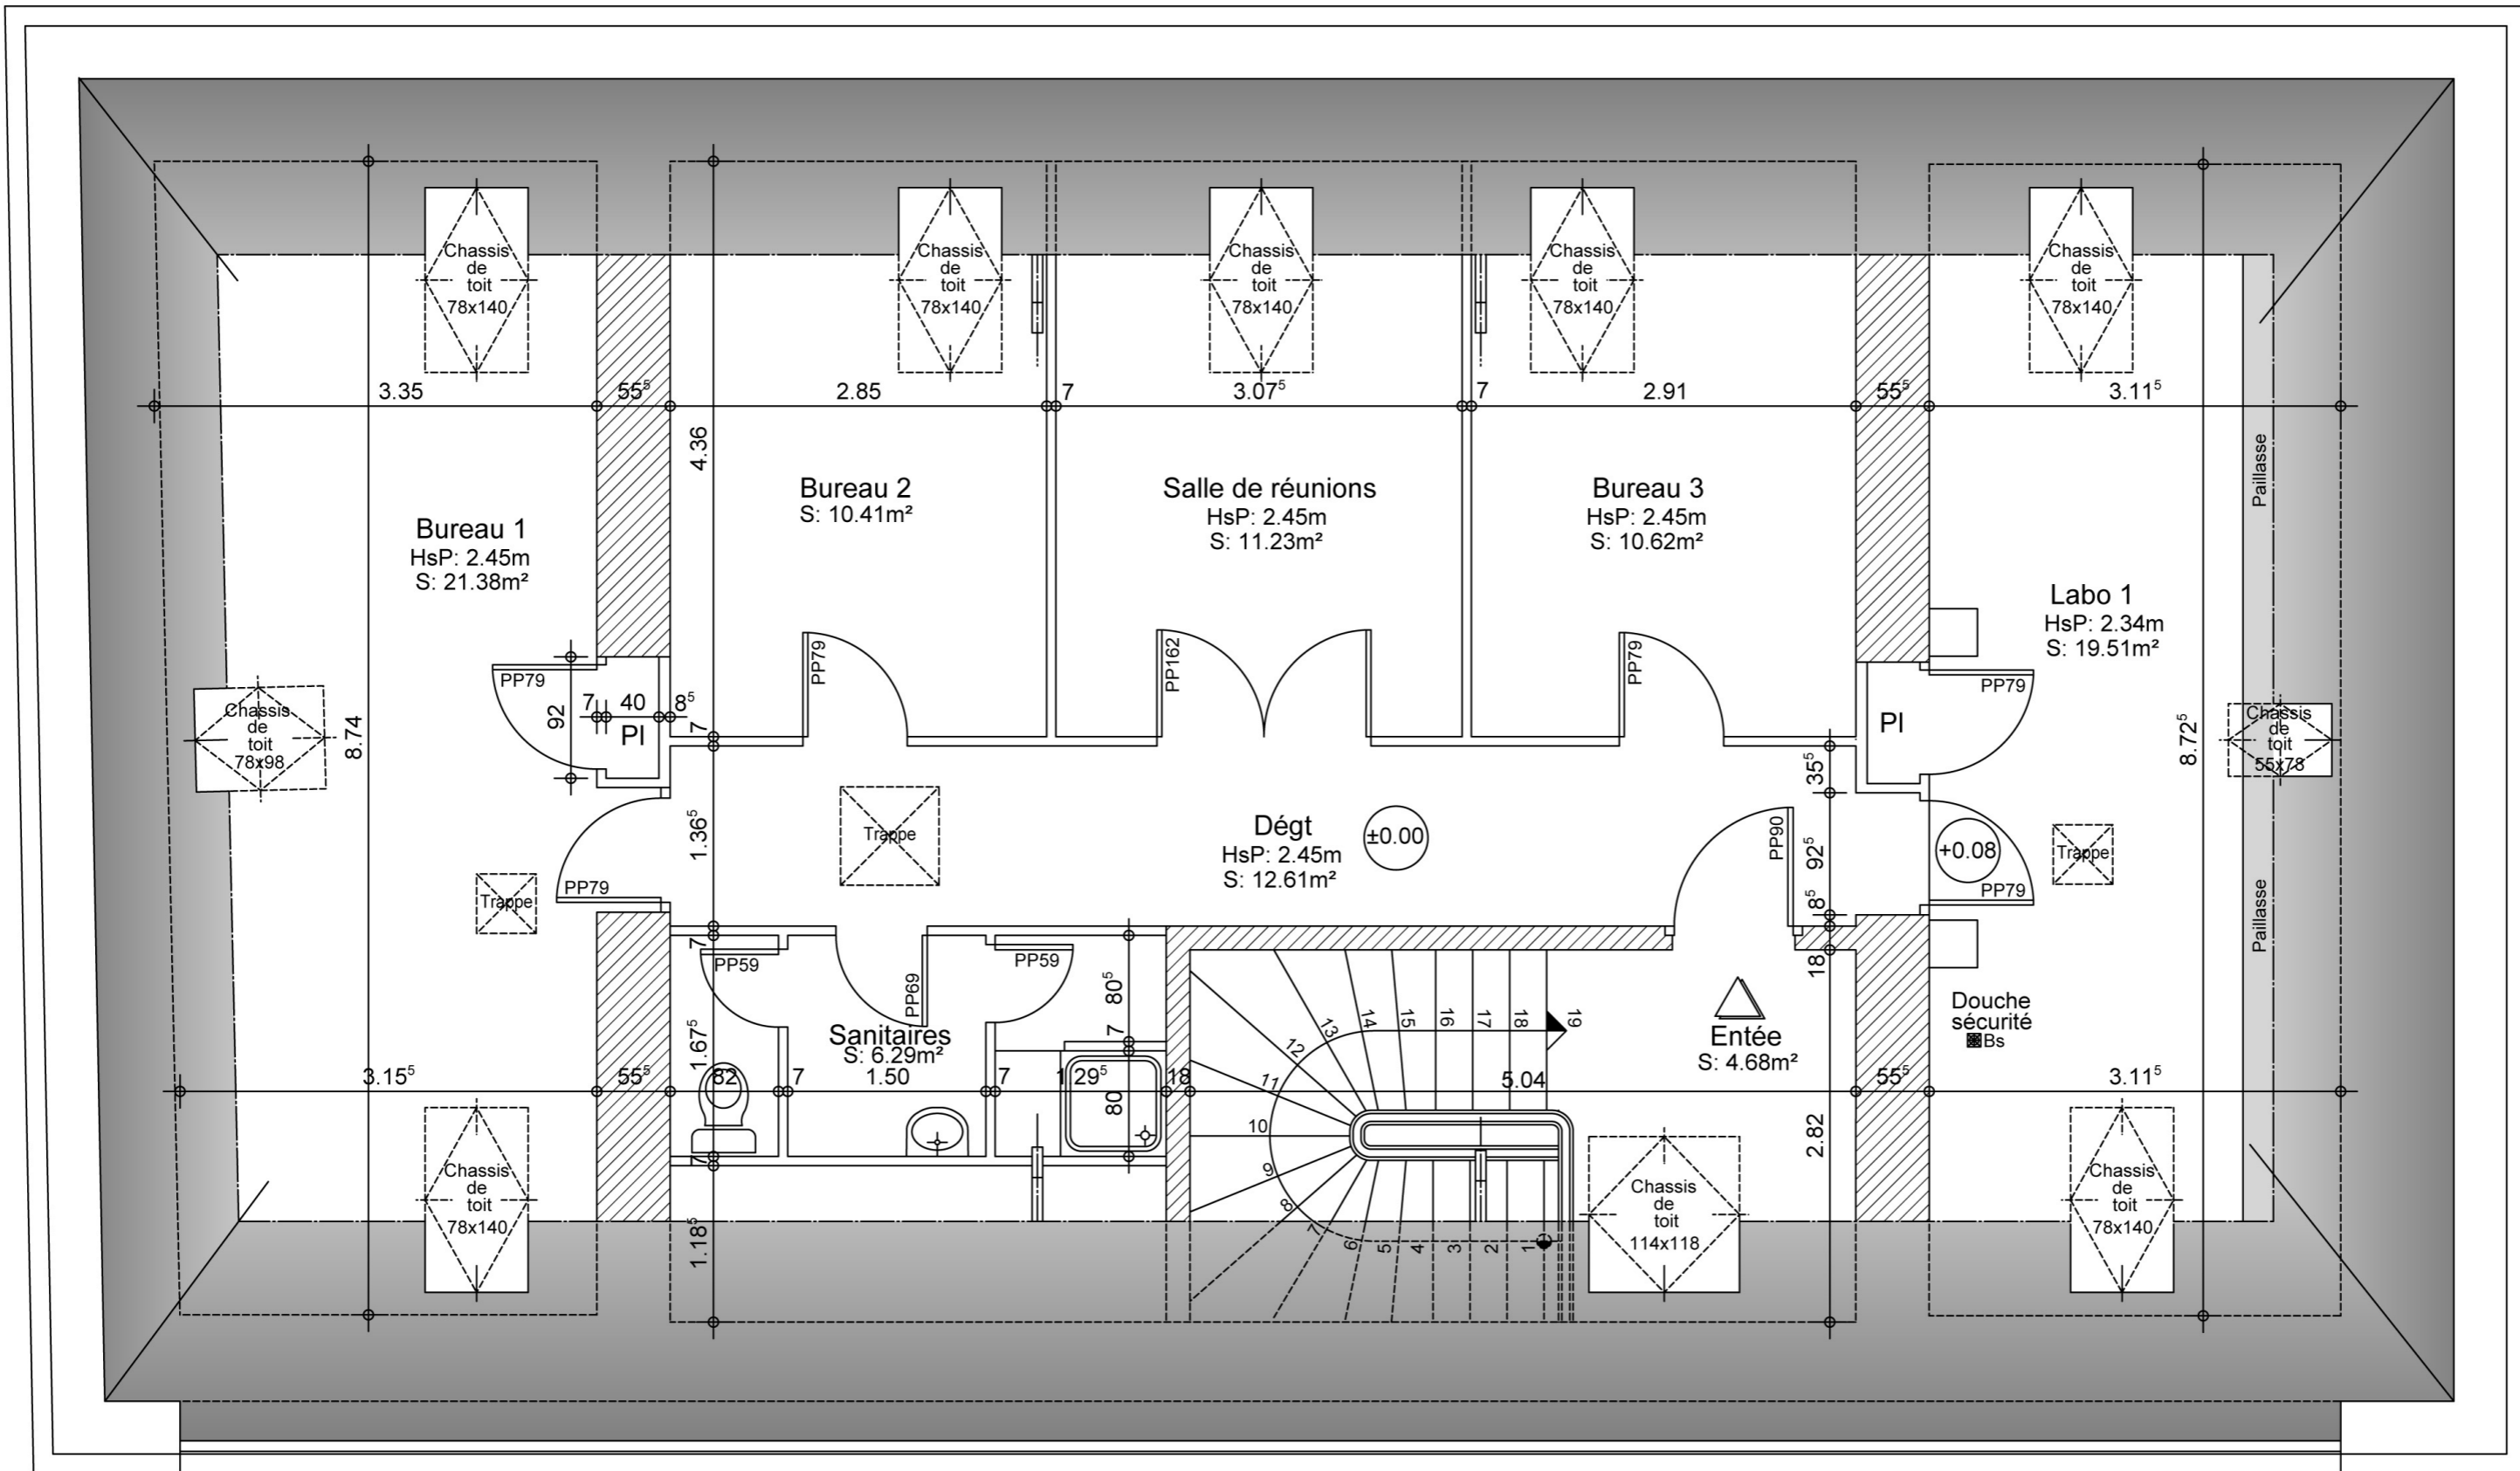 Chassis
de
toit
78x140
Chassis
de
toit
78x140
Chassis
de
toit
78x140
Chassis
de
toit
78x140
Chassis
de
toit
78x140
3.35
55⁵
2.85
7
3.07⁵
7
2.91
55⁵
3.11⁵
4.36
Paillasse
Bureau 1
HsP: 2.45m
S: 21.38m²
Bureau 2
S: 10.41m²
Salle de réunions
HsP: 2.45m
S: 11.23m²
Bureau 3
HsP: 2.45m
S: 10.62m²
Labo 1
HsP: 2.34m
S: 19.51m²
PP79
PP79
PP162
PP79
PP79
92
7
40
8⁵
Pl
7
Pl
Chassis
de
toit
78x98
8.74
8.72⁵
Chassis
de
toit
55x78
35⁵
1.36⁵
Trappe
Dégt
HsP: 2.45m
S: 12.61m²
±0.00
PP90
92⁵
+0.08
Trappe
PP79
Trappe
PP79
8⁵
Paillasse
7
PP59
PP69
PP59
80⁵
7
18
1.67⁵
Sanitaires
S: 6.29m²
12
13
14
15
16
17
18
19
Entée
S: 4.68m²
Douche
sécurité
Bs
3.15⁵
55⁵
82
7
1.50
7
1.29⁵
18
5.04
55⁵
3.11⁵
80
11
10
9
8
7
6
5
4
3
2
1
2.82
7
1.18⁵
Chassis
de
toit
78x140
Chassis
de
toit
114x118
Chassis
de
toit
78x140